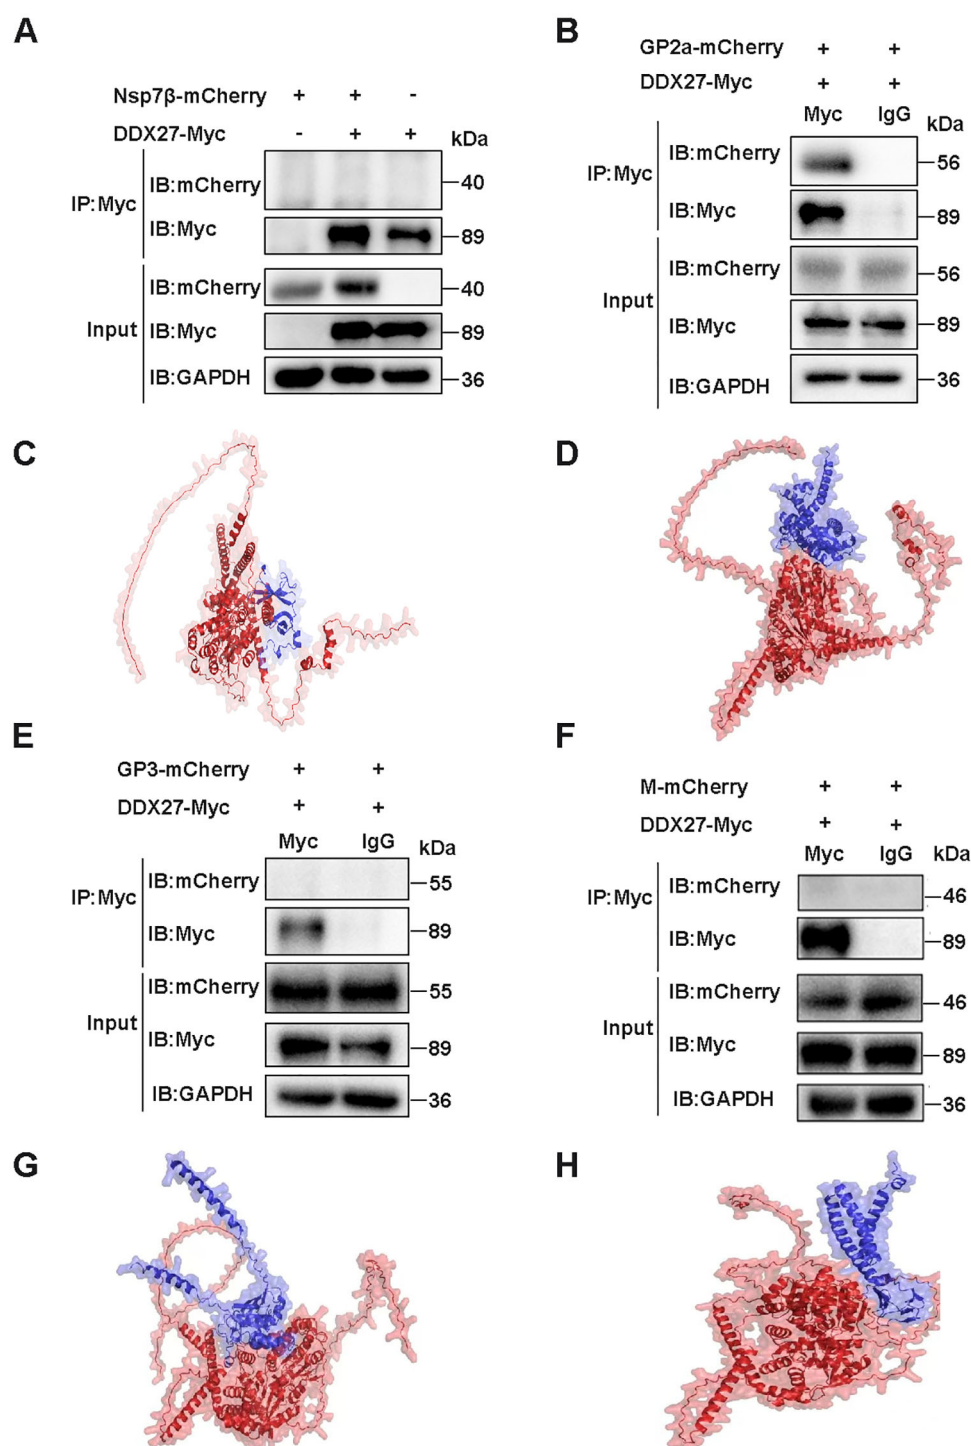 A
Nsp7β-mCherry + + -
DDX27-Myc - + + kDa
IP:Myc
IB:mCherry 40
IB:Myc 89
Input
IB:mCherry 40
IB:Myc 89
IB:GAPDH 36
B
GP2a-mCherry + +
DDX27-Myc + +
Myc IgG kDa
IP:Myc
IB:mCherry 56
IB:Myc 89
Input
IB:mCherry 56
IB:Myc 89
IB:GAPDH 36
C
D
E
GP3-mCherry + +
DDX27-Myc + +
Myc IgG kDa
IP:Myc
IB:mCherry 55
IB:Myc 89
Input
IB:mCherry 55
IB:Myc 89
IB:GAPDH 36
F
M-mCherry + +
DDX27-Myc + +
Myc IgG kDa
IP:Myc
IB:mCherry 46
IB:Myc 89
Input
IB:mCherry 46
IB:Myc 89
IB:GAPDH 36
G
H